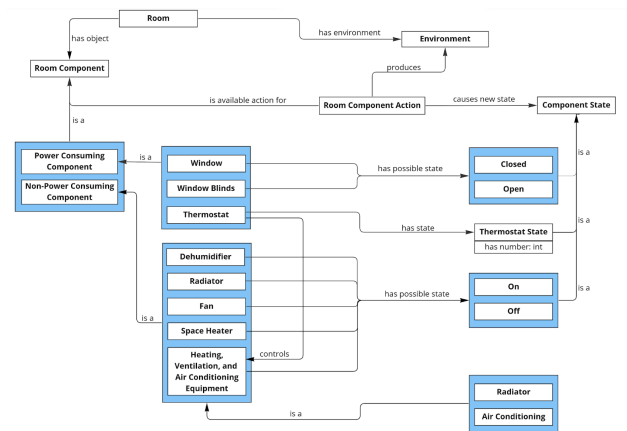 Room
has object
has environment
Environment
Room Component
produces
is available action for
Room Component Action
causes new state
Component State
is a
Power Consuming
Component
Non-Power Consuming
Component
is a
Window
Window Blinds
Thermostat
has possible state
Closed
Open
is a
has state
Thermostat State
has number: int
is a
Dehumidifier
Radiator
Fan
Space Heater
Heating,
Ventilation, and
Air Conditioning
Equipment
is a
controls
has possible state
On
Off
is a
is a
Radiator
Air Conditioning